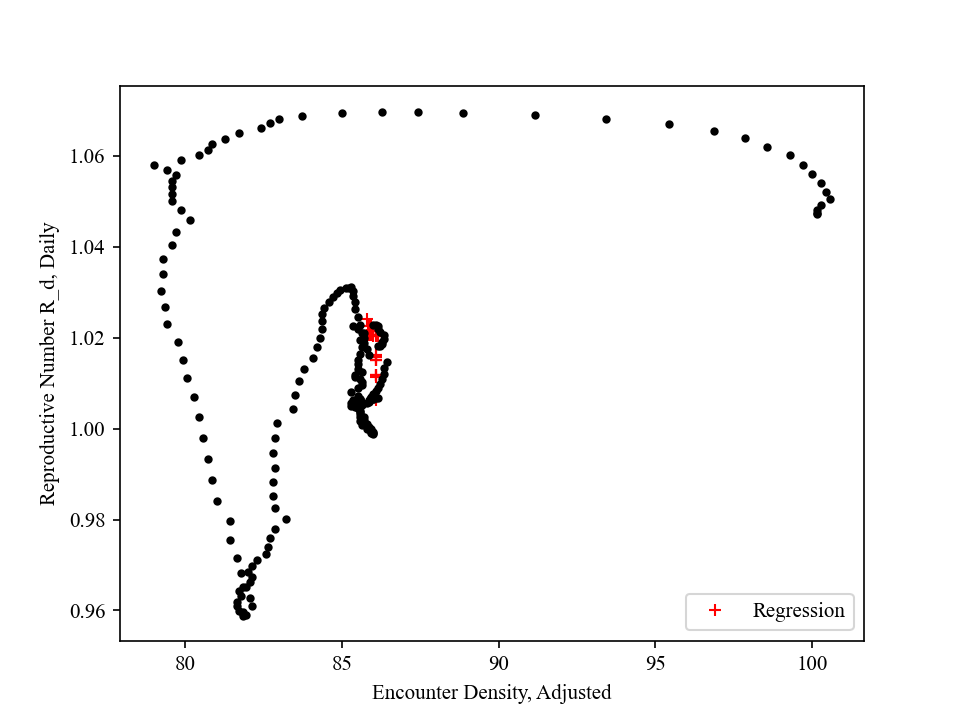 1.06
1.04
1.02
1.00
0.98
0.96
Reproductive Number R_d, Daily
Regression
80 85 90 95 100
Encounter Density, Adjusted